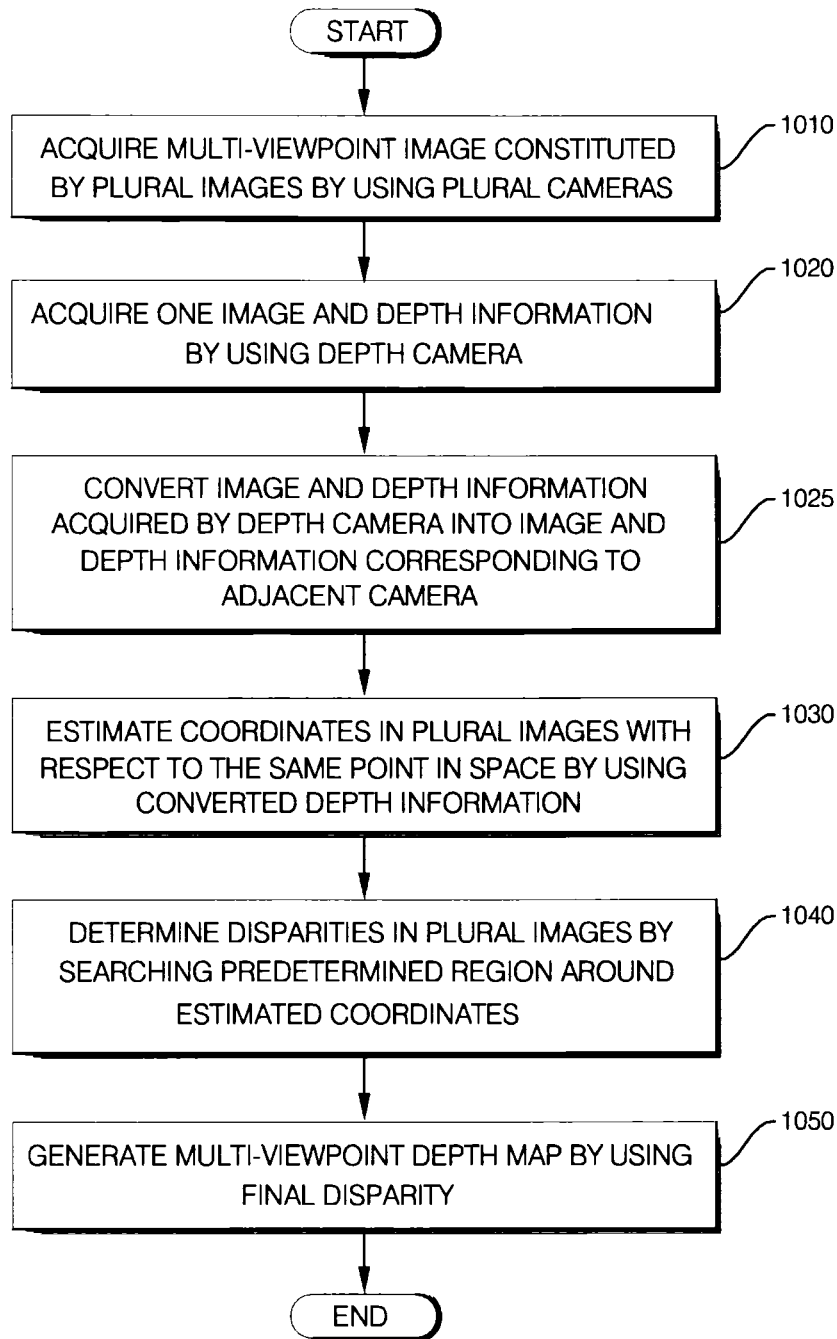 START
ACQUIRE MULTI-VIEWPOINT IMAGE CONSTITUTED
BY PLURAL IMAGES BY USING PLURAL CAMERAS
1010
ACQUIRE ONE IMAGE AND DEPTH INFORMATION
BY USING DEPTH CAMERA
1020
CONVERT IMAGE AND DEPTH INFORMATION
ACQUIRED BY DEPTH CAMERA INTO IMAGE AND
DEPTH INFORMATION CORRESPONDING TO
ADJACENT CAMERA
1025
ESTIMATE COORDINATES IN PLURAL IMAGES WITH
RESPECT TO THE SAME POINT IN SPACE BY USING
CONVERTED DEPTH INFORMATION
1030
DETERMINE DISPARITIES IN PLURAL IMAGES BY
SEARCHING PREDETERMINED REGION AROUND
ESTIMATED COORDINATES
1040
GENERATE MULTI-VIEWPOINT DEPTH MAP BY USING
FINAL DISPARITY
1050
END